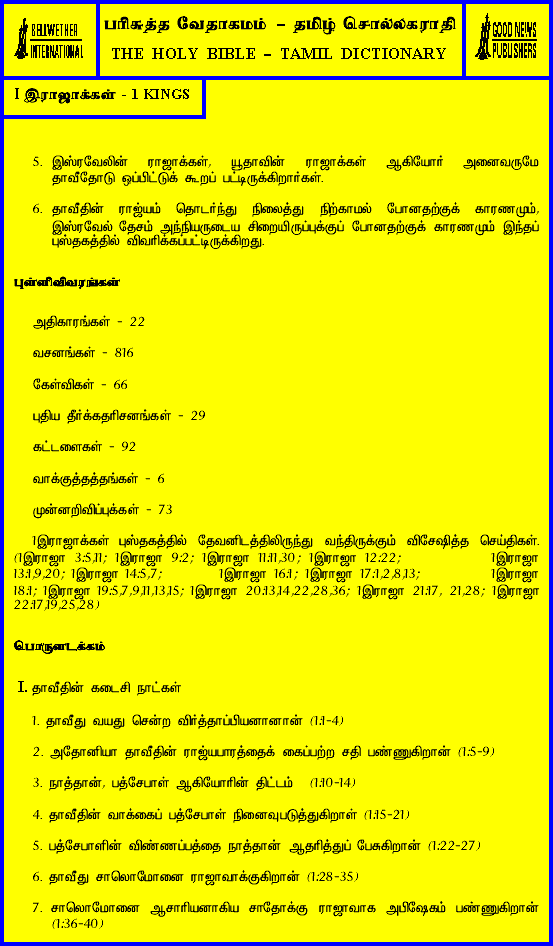 BELLWETHER
INTERNATIONAL
பரிசுத்த வேதாகமம் - தமிழ் சொல்லகராதி
THE HOLY BIBLE - TAMIL DICTIONARY
GOOD NEWS
PUBLISHERS
I இராஜாக்கள் - 1 KINGS
5. இஸ்ரவேலின் ராஜாக்கள், யூதாவின் ராஜாக்கள் ஆகியோர் அனைவருமே
தாவீதோடு ஒப்பிட்டுக் கூறப் பட்டிருக்கிறார்கள்.
6. தாவீதின் ராஜ்யம் தொடர்ந்து நிலைத்து நிற்காமல் போனதற்குக் காரணமும்,
இஸ்ரவேல் தேசம் அந்நியருடைய சிறையிருப்புக்குப் போனதற்குக் காரணமும் இந்தப்
புஸ்தகத்தில் விவரிக்கப்பட்டிருக்கிறது.
புள்ளிவிவரங்கள்
அதிகாரங்கள் - 22
வசனங்கள் - 816
கேள்விகள் - 66
புதிய தீர்க்கதரிசனங்கள் - 29
கட்டளைகள் - 92
வாக்குத்தத்தங்கள் - 6
முன்னறிவிப்புக்கள் - 73
1இராஜாக்கள் புஸ்தகத்தில் தேவனிடத்திலிருந்து வந்திருக்கும் விசேஷித்த செய்திகள்.
(1இராஜா 3:5,11; 1இராஜா 9:2; 1இராஜா 11:11,30; 1இராஜா 12:22; 1இராஜா
13:1,9,20; 1இராஜா 14:5,7; 1இராஜா 16:1; 1இராஜா 17:1,2,8,13; 1இராஜா
18:1; 1இராஜா 19:5,7,9,11,13,15; 1இராஜா 20:13,14,22,28,36; 1இராஜா 21:17, 21,28; 1இராஜா
22:17,19,25,28)
பொருளடக்கம்
I. தாவீதின் கடைசி நாட்கள்
1. தாவீது வயது சென்ற விர்த்தாப்பியனானான் (1:1-4)
2. அதோனியா தாவீதின் ராஜ்யபாரத்தைக் கைப்பற்ற சதி பண்ணுகிறான் (1:5-9)
3. நாத்தான், பத்சேபாள் ஆகியோரின் திட்டம் (1:10-14)
4. தாவீதின் வாக்கைப் பத்சேபாள் நினைவுபடுத்துகிறாள் (1:15-21)
5. பத்சேபாளின் விண்ணப்பத்தை நாத்தான் ஆதரித்துப் பேசுகிறான் (1:22-27)
6. தாவீது சாலொமோனை ராஜாவாக்குகிறான் (1:28-35)
7. சாலொமோனை ஆசாரியனாகிய சாதோக்கு ராஜாவாக அபிஷேகம் பண்ணுகிறான்
(1:36-40)